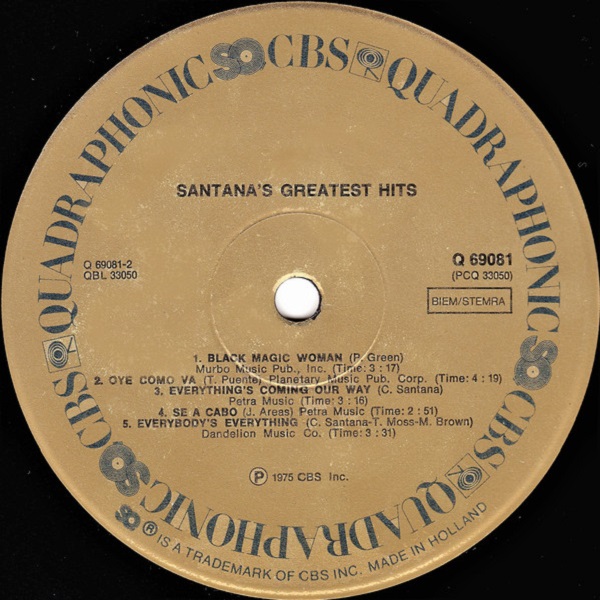 QUADRAPHONIC SQ CBS QUADRAPHONIC SQ CBS QUADRAPHONIC SQ CBS
SANTANA'S GREATEST HITS
Q 69081-2
QBL 33050
Q 69081
(PCQ 33050)
BIEM/STEMRA
1. BLACK MAGIC WOMAN (P. Green)
Murbo Music Pub., Inc. (Time: 3 : 17)
2. OYE COMO VA (T. Puente) Planetary Music Pub. Corp. (Time: 4 : 19)
3. EVERYTHING'S COMING OUR WAY (C. Santana)
Petra Music (Time: 3 : 16)
4. SE A CABO (J. Areas) Petra Music (Time: 2 : 51)
5. EVERYBODY'S EVERYTHING (C. Santana-T. Moss-M. Brown)
Dandelion Music Co. (Time: 3 : 31)
℗ 1975 CBS Inc.
SQ ® IS A TRADEMARK OF CBS INC. MADE IN HOLLAND